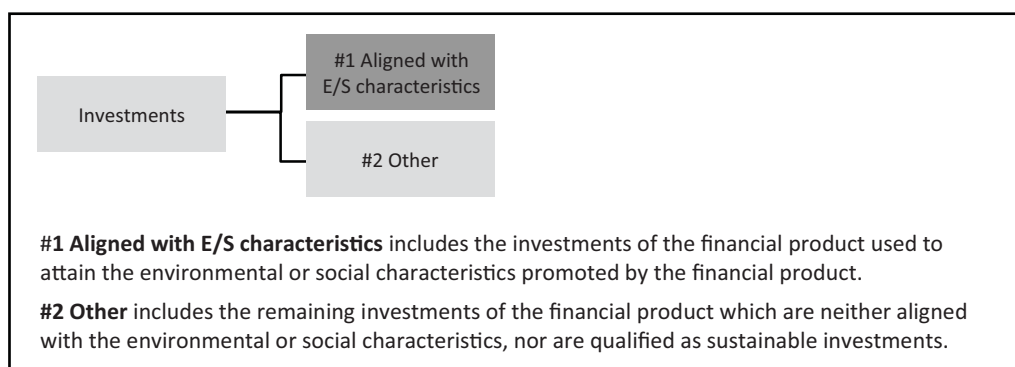 #1 Aligned with
E/S characteristics
Investments
#2 Other
#1 Aligned with E/S characteristics includes the investments of the financial product used to
attain the environmental or social characteristics promoted by the financial product.
#2 Other includes the remaining investments of the financial product which are neither aligned
with the environmental or social characteristics, nor are qualified as sustainable investments.